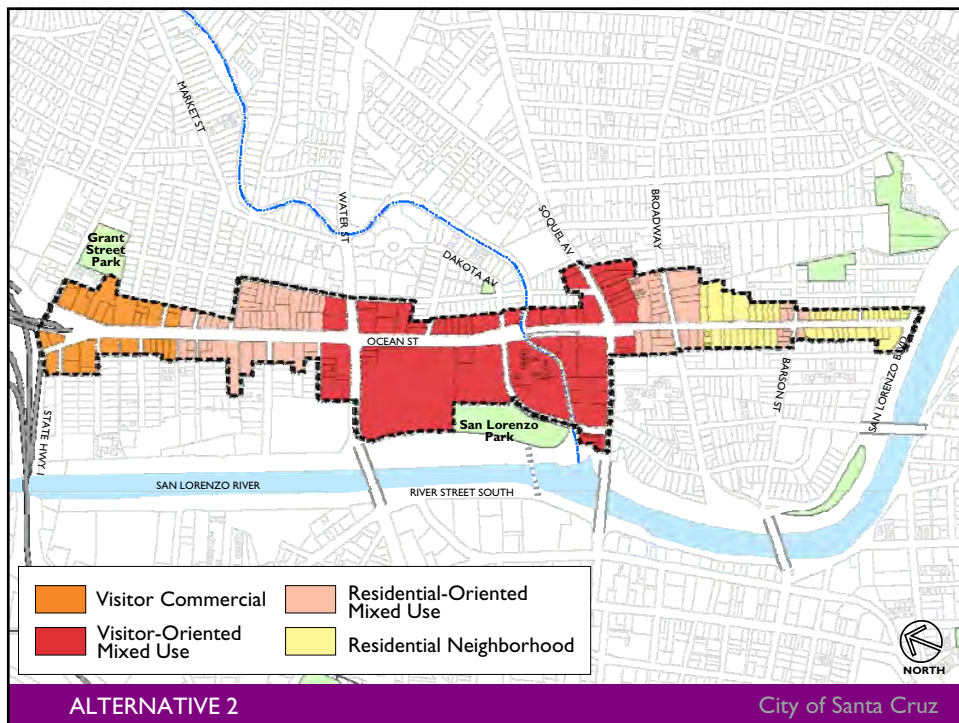 MARKET ST
WATER ST
SOQUEL AV
BROADWAY
Grant
Street
Park
DAKOTA AV
OCEAN ST
BARSON ST
SAN LORENZO BLVD
STATE HWY 1
San Lorenzo
Park
SAN LORENZO RIVER
RIVER STREET SOUTH
Visitor Commercial
Visitor-Oriented
Mixed Use
Residential-Oriented
Mixed Use
Residential Neighborhood
NORTH
ALTERNATIVE 2
City of Santa Cruz